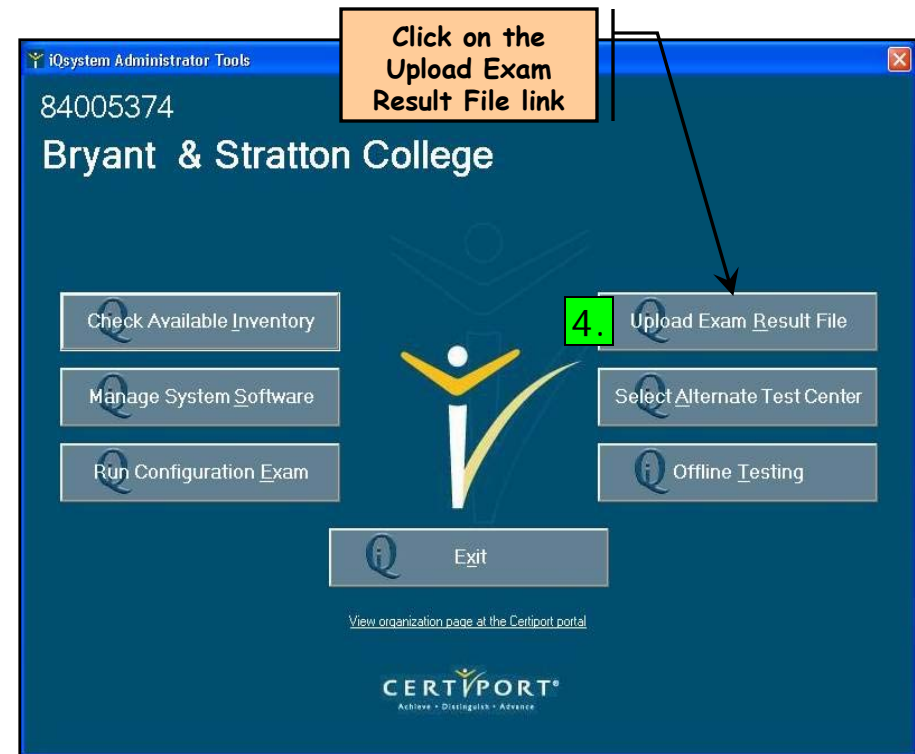 Click on the
Upload Exam
Result File link
iQsystem Administrator Tools
84005374
Bryant & Stratton College
Check Available Inventory
4. Upload Exam Result File
Manage System Software
Select Alternate Test Center
Run Configuration Exam
Offline Testing
Exit
View organization page at the Certiport portal
CERTIPORT®
Achieve • Distinguish • Advance